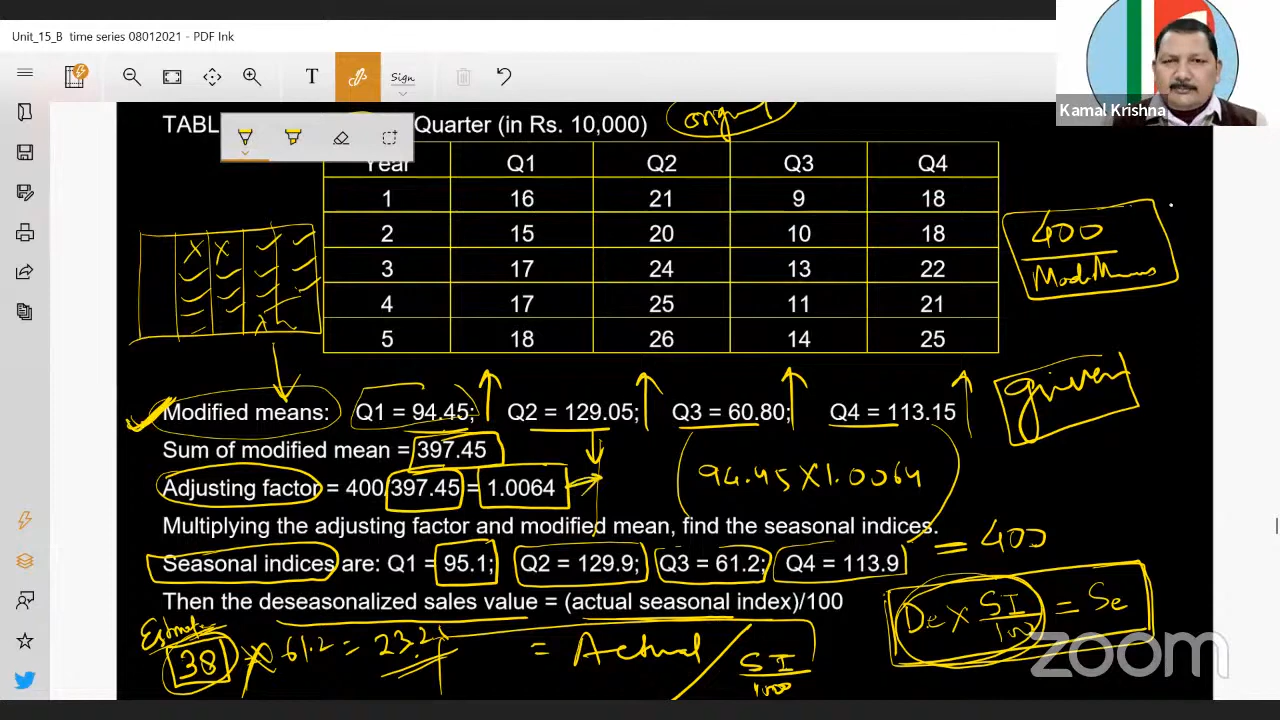 Unit_15_B time series 08012021 - PDF Ink
T Sign
Kamal Krishna
TABL Quarter (in Rs. 10,000)
Year Q1 Q2 Q3 Q4
1 16 21 9 18
2 15 20 10 18
3 17 24 13 22
4 17 25 11 21
5 18 26 14 25
400
Modified means: Q1 = 94.45; Q2 = 129.05; Q3 = 60.80; Q4 = 113.15
Sum of modified mean = 397.45
94.45 X 1.0064
Adjusting factor = 400/397.45 = 1.0064
Multiplying the adjusting factor and modified mean, find the seasonal indices.
= 400
Seasonal indices are: Q1 = 95.1; Q2 = 129.9; Q3 = 61.2; Q4 = 113.9
Then the deseasonalized sales value = (actual seasonal index)/100
De x SI/100 = Se
38 x 61.2 = = Actual / SI/100
zoom